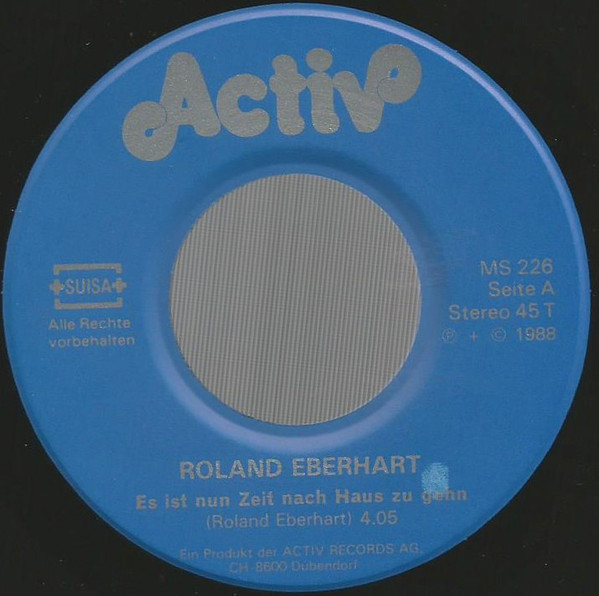 Activ
SUISA
Alle Rechte
vorbehalten
MS 226
Seite A
Stereo 45 T
Ⓟ + © 1988
ROLAND EBERHART
Es ist nun Zeit nach Haus zu gehn
(Roland Eberhart) 4.05
Ein Produkt der ACTIV RECORDS AG,
CH-8600 Dübendorf